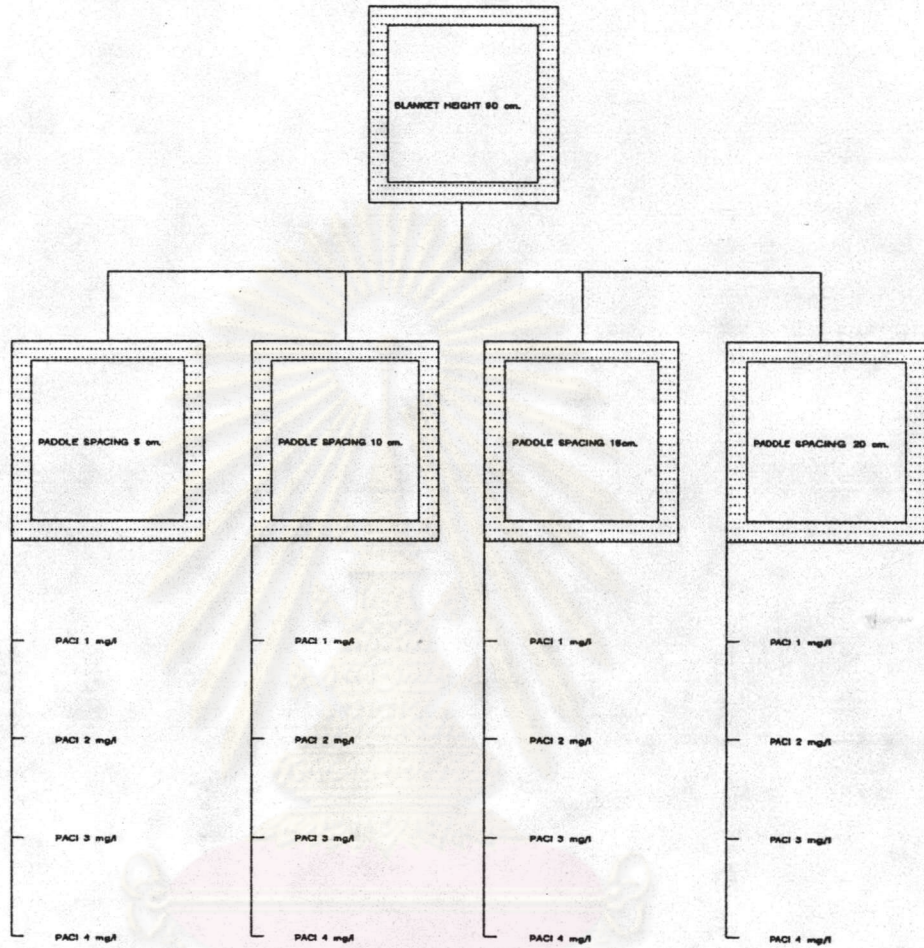 BLANKET HEIGHT 90 cm.
PADDLE SPACING 5 cm.
PADDLE SPACING 10 cm.
PADDLE SPACING 15cm.
PADDLE SPACING 20 cm.
PACl 1 mg/l
PACl 1 mg/l
PACl 1 mg/l
PACl 1 mg/l
PACl 2 mg/l
PACl 2 mg/l
PACl 2 mg/l
PACl 2 mg/l
PACl 3 mg/l
PACl 3 mg/l
PACl 3 mg/l
PACl 3 mg/l
PACl 4 mg/l
PACl 4 mg/l
PACl 4 mg/l
PACl 4 mg/l